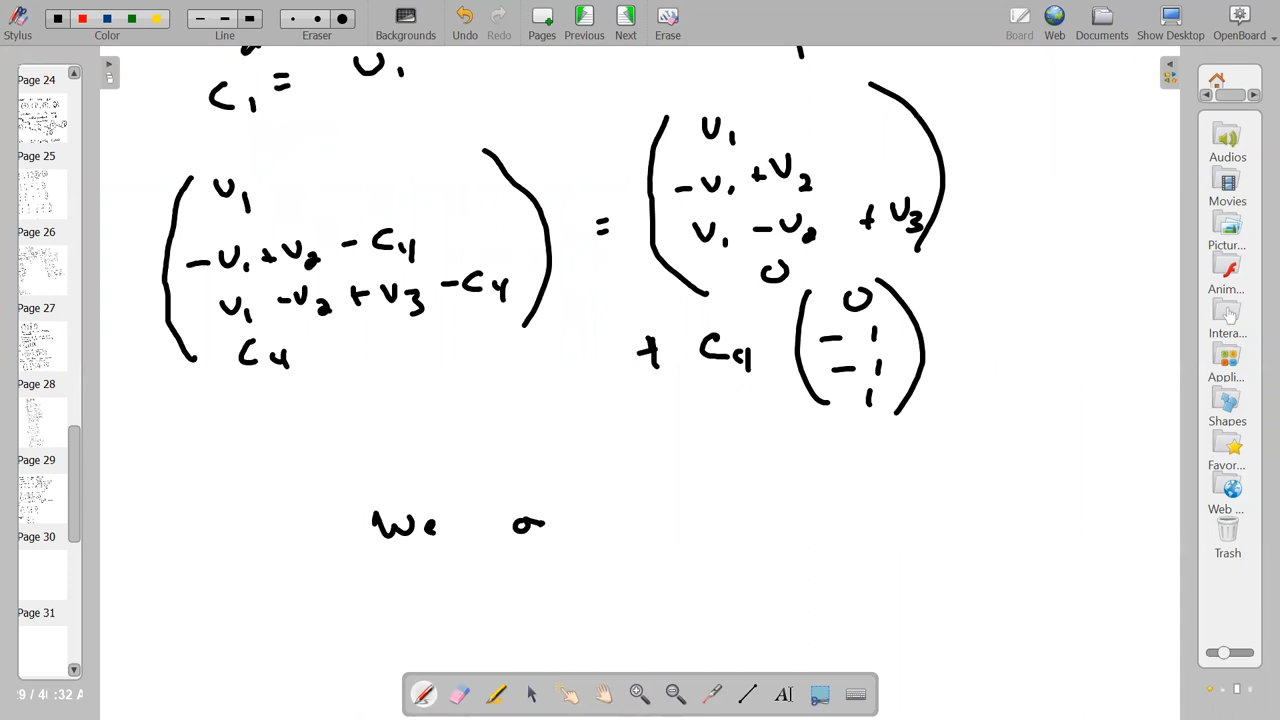 Stylus
Color
Line
Eraser
Backgrounds
Undo
Redo
Pages
Previous
Next
Erase
Board
Web
Documents
Show Desktop
OpenBoard
Page 24
Page 25
Page 26
Page 27
Page 28
Page 29
Page 30
Page 31
c₁ = v₁
v₁
-v₁ + v₂ - c₄
v₁ - v₂ + v₃ - c₄
c₄
=
v₁
-v₁ + v₂
v₁ - v₂ + v₃
0
+ c₄
0
-1
-1
1
We
Audios
Movies
Pictur...
Anim...
Intera...
Appli...
Shapes
Favor...
Web ...
Trash